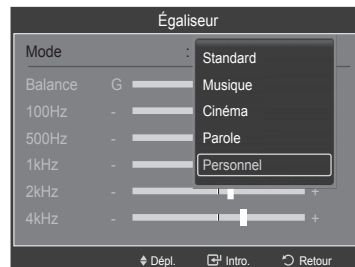 Égaliseur
Mode :
Standard
Musique
Cinéma
Parole
Personnel
Balance G
100Hz -
500Hz -
1kHz -
2kHz - +
4kHz - +
Dépl. Intro. Retour